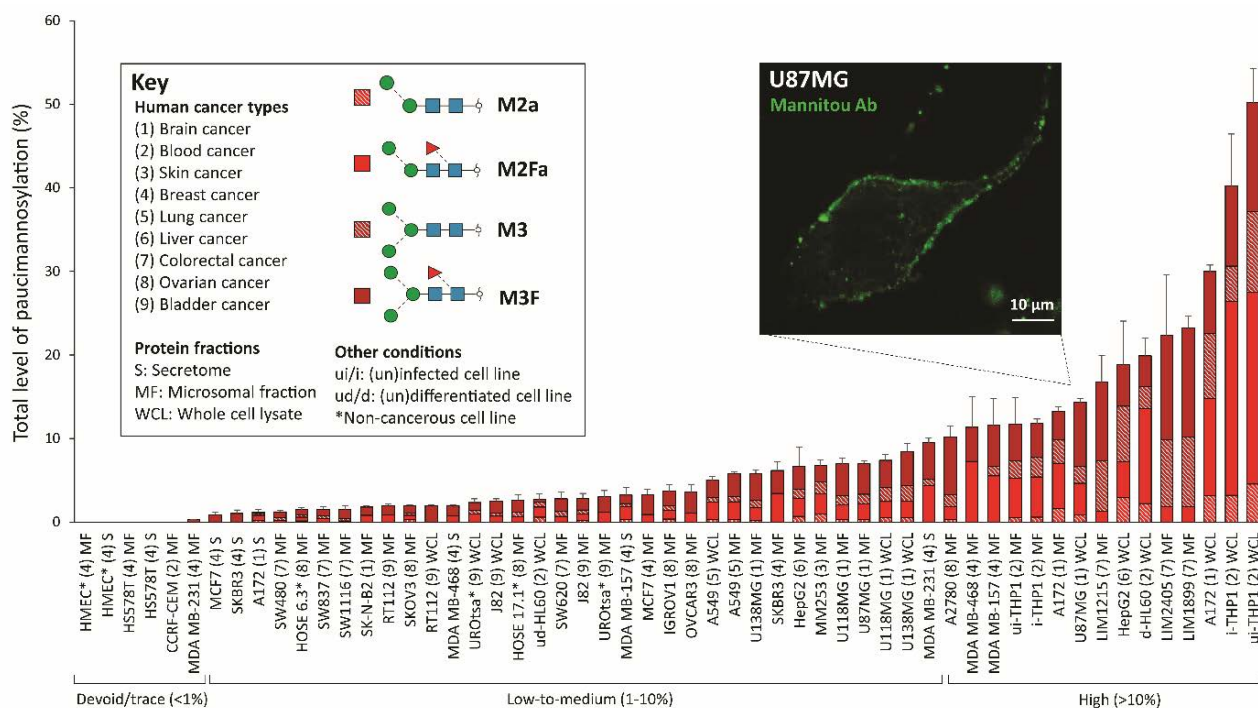 Total level of paucimannosylation (%)
60
50
40
30
20
10
0
Key
Human cancer types
(1) Brain cancer
(2) Blood cancer
(3) Skin cancer
(4) Breast cancer
(5) Lung cancer
(6) Liver cancer
(7) Colorectal cancer
(8) Ovarian cancer
(9) Bladder cancer
M2a
M2Fa
M3
M3F
Protein fractions
S: Secretome
MF: Microsomal fraction
WCL: Whole cell lysate
Other conditions
ui/i: (un)infected cell line
ud/d: (un)differentiated cell line
*Non-cancerous cell line
U87MG
Mannitou Ab
10 µm
HMEC* (4) MF
HMEC* (4) S
HS578T (4) MF
HS578T (4) S
CCRF-CEM (2) MF
MDA MB-231 (4) MF
MCF7 (4) S
SKBR3 (4) S
A172 (1) S
SW480 (7) MF
HOSE 6.3* (8) MF
SW837 (7) MF
SW1116 (7) MF
SK-N-B2 (1) MF
RT112 (9) MF
SKOV3 (8) MF
RT112 (9) WCL
MDA MB-468 (4) S
UROtsa* (9) WCL
J82 (9) WCL
HOSE 17.1* (8) MF
ud-HL60 (2) WCL
SW620 (7) MF
J82 (9) MF
UROtsa* (9) MF
MDA MB-157 (4) S
MCF7 (4) MF
IGROV1 (8) MF
OVCAR3 (8) MF
A549 (5) WCL
A549 (5) MF
U138MG (1) MF
SKBR3 (4) MF
HepG2 (6) MF
MM253 (3) MF
U118MG (1) MF
U87MG (1) MF
U118MG (1) WCL
U138MG (1) WCL
MDA MB-231 (4) S
A2780 (8) MF
MDA MB-468 (4) MF
MDA MB-157 (4) MF
ui-THP1 (2) MF
i-THP1 (2) MF
A172 (1) MF
U87MG (1) WCL
LIM1215 (7) MF
HepG2 (6) WCL
d-HL60 (2) WCL
LIM2405 (7) MF
LIM1899 (7) MF
A172 (1) WCL
i-THP1 (2) WCL
ui-THP1 (2) WCL
Devoid/trace (<1%)
Low-to-medium (1-10%)
High (>10%)